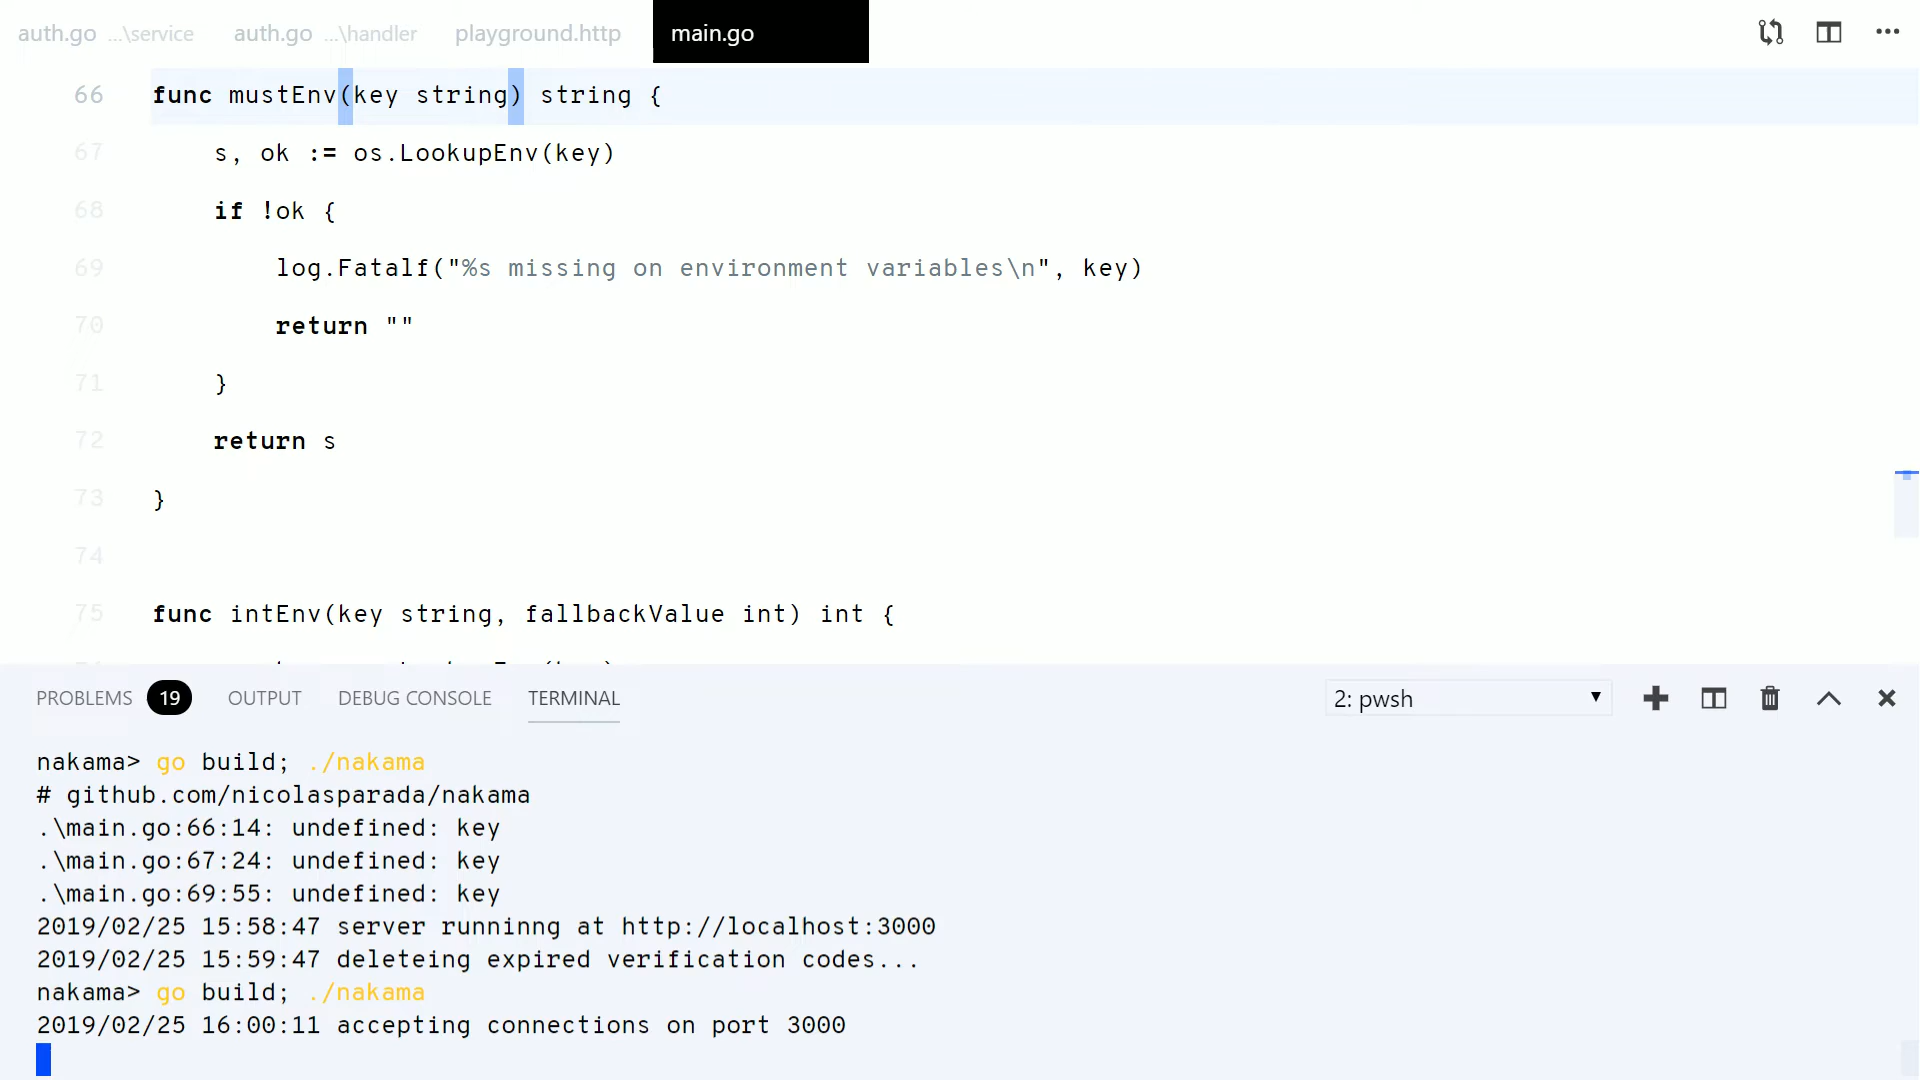 auth.go ...\service auth.go ...\handler playground.http main.go
66 func mustEnv(key string) string {
67 s, ok := os.LookupEnv(key)
68 if !ok {
69 log.Fatalf("%s missing on environment variables\n", key)
70 return ""
71 }
72 return s
73 }
74
75 func intEnv(key string, fallbackValue int) int {
PROBLEMS 19 OUTPUT DEBUG CONSOLE TERMINAL 2: pwsh
nakama> go build; ./nakama
# github.com/nicolasparada/nakama
.\main.go:66:14: undefined: key
.\main.go:67:24: undefined: key
.\main.go:69:55: undefined: key
2019/02/25 15:58:47 server runninng at http://localhost:3000
2019/02/25 15:59:47 deleteing expired verification codes...
nakama> go build; ./nakama
2019/02/25 16:00:11 accepting connections on port 3000